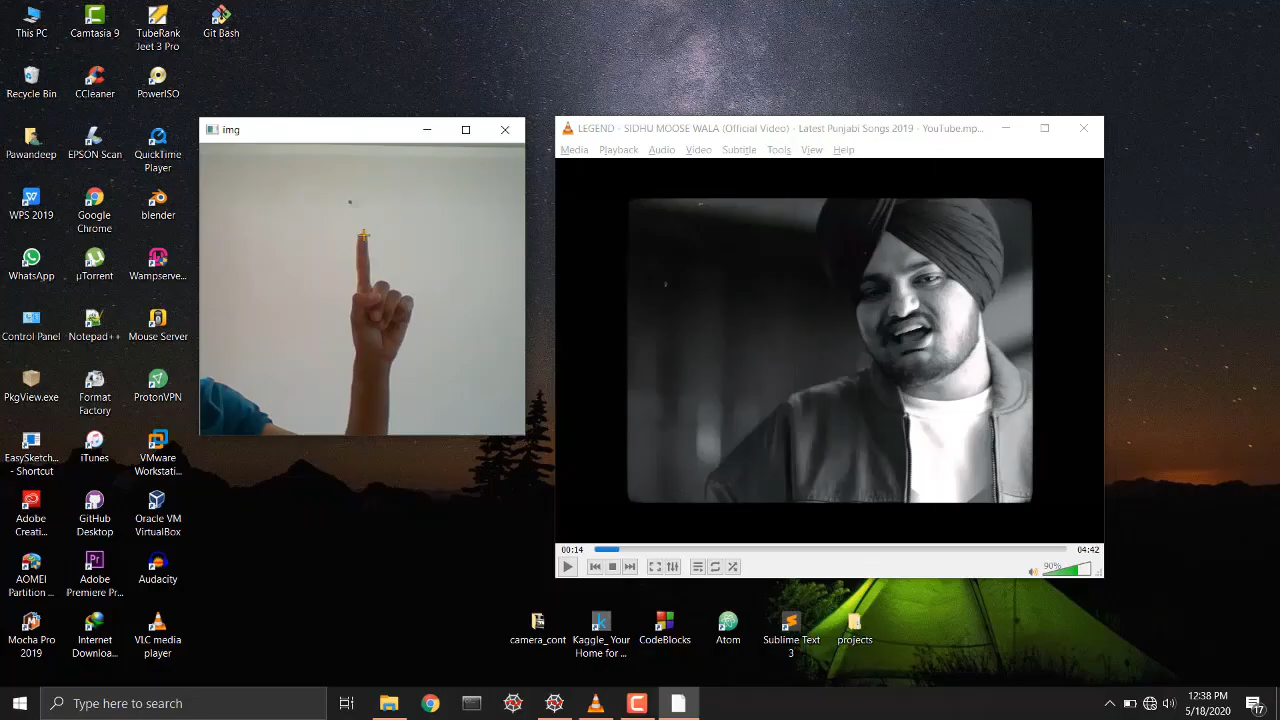 This PC
Camtasia 9
TubeRank
Jeet 3 Pro
Git Bash
Recycle Bin
CCleaner
PowerISO
img
LEGEND - SIDHU MOOSE WALA (Official Video) - Latest Punjabi Songs 2019 - YouTube.mp...
Media Playback Audio Video Subtitle Tools View Help
Towardsn...
EPSON Scan
QuickTime
Player
WPS 2019
Google
Chrome
blender
WhatsApp
µTorrent
Wampserve...
Control Panel
Notepad++
Mouse Server
PkgView.exe
Format
Factory
ProtonVPN
EasySketch...
- Shortcut
iTunes
VMware
Workstati...
Adobe
Creati...
GitHub
Desktop
Oracle VM
VirtualBox
00:14
04:42
90%
AOMEI
Partition ...
Adobe
Premiere P...
Audacity
Mocha Pro
2019
Internet
Downloa...
VLC media
player
camera_cont
Kaggle_ Your
Home for ...
CodeBlocks
Atom
Sublime Text
3
projects
Type here to search
12:38 PM
5/18/2020